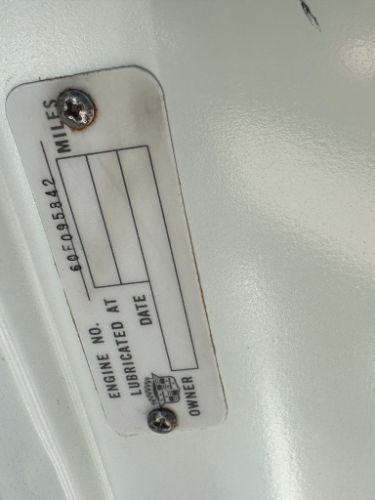 ENGINE NO. 60F095842
LUBRICATED AT MILES
DATE
OWNER